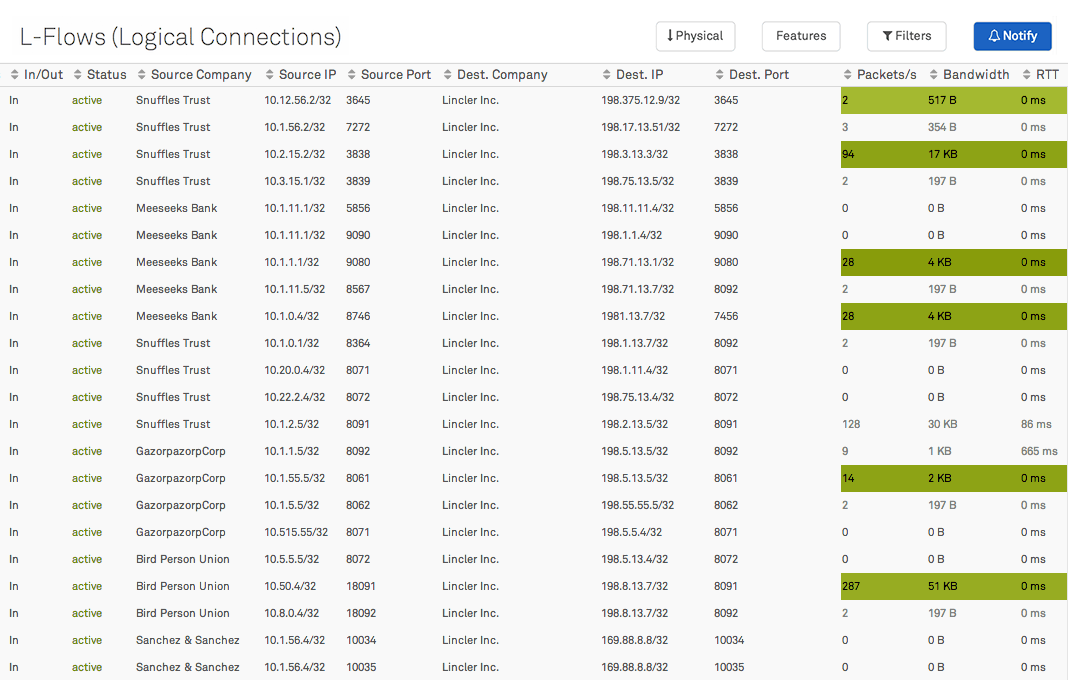 L-Flows (Logical Connections) Physical Features Filters Notify
In/Out Status Source Company Source IP Source Port Dest. Company Dest. IP Dest. Port Packets/s Bandwidth RTT
In active Snuffles Trust 10.12.56.2/32 3645 Lincler Inc. 198.375.12.9/32 3645 2 517 B 0 ms
In active Snuffles Trust 10.1.56.2/32 7272 Lincler Inc. 198.17.13.51/32 7272 3 354 B 0 ms
In active Snuffles Trust 10.2.15.2/32 3838 Lincler Inc. 198.3.13.3/32 3838 94 17 KB 0 ms
In active Snuffles Trust 10.3.15.1/32 3839 Lincler Inc. 198.75.13.5/32 3839 2 197 B 0 ms
In active Meeseeks Bank 10.1.11.1/32 5856 Lincler Inc. 198.11.11.4/32 5856 0 0 B 0 ms
In active Meeseeks Bank 10.1.11.1/32 9090 Lincler Inc. 198.1.1.4/32 9090 0 0 B 0 ms
In active Meeseeks Bank 10.1.1.1/32 9080 Lincler Inc. 198.71.13.1/32 9080 28 4 KB 0 ms
In active Meeseeks Bank 10.1.11.5/32 8567 Lincler Inc. 198.71.13.7/32 8092 2 197 B 0 ms
In active Meeseeks Bank 10.1.0.4/32 8746 Lincler Inc. 1981.13.7/32 7456 28 4 KB 0 ms
In active Snuffles Trust 10.1.0.1/32 8364 Lincler Inc. 198.1.13.7/32 8092 2 197 B 0 ms
In active Snuffles Trust 10.20.0.4/32 8071 Lincler Inc. 198.1.11.4/32 8071 0 0 B 0 ms
In active Snuffles Trust 10.22.2.4/32 8072 Lincler Inc. 198.75.13.4/32 8072 0 0 B 0 ms
In active Snuffles Trust 10.1.2.5/32 8091 Lincler Inc. 198.2.13.5/32 8091 128 30 KB 86 ms
In active GazorpazorpCorp 10.1.1.5/32 8092 Lincler Inc. 198.5.13.5/32 8092 9 1 KB 665 ms
In active GazorpazorpCorp 10.1.55.5/32 8061 Lincler Inc. 198.5.13.5/32 8061 14 2 KB 0 ms
In active GazorpazorpCorp 10.1.5.5/32 8062 Lincler Inc. 198.55.55.5/32 8062 2 197 B 0 ms
In active GazorpazorpCorp 10.515.55/32 8071 Lincler Inc. 198.5.5.4/32 8071 0 0 B 0 ms
In active Bird Person Union 10.5.5.5/32 8072 Lincler Inc. 198.5.13.4/32 8072 0 0 B 0 ms
In active Bird Person Union 10.50.4/32 18091 Lincler Inc. 198.8.13.7/32 8091 287 51 KB 0 ms
In active Bird Person Union 10.8.0.4/32 18092 Lincler Inc. 198.8.13.7/32 8092 2 197 B 0 ms
In active Sanchez & Sanchez 10.1.56.4/32 10034 Lincler Inc. 169.88.8.8/32 10034 0 0 B 0 ms
In active Sanchez & Sanchez 10.1.56.4/32 10035 Lincler Inc. 169.88.8.8/32 10035 0 0 B 0 ms